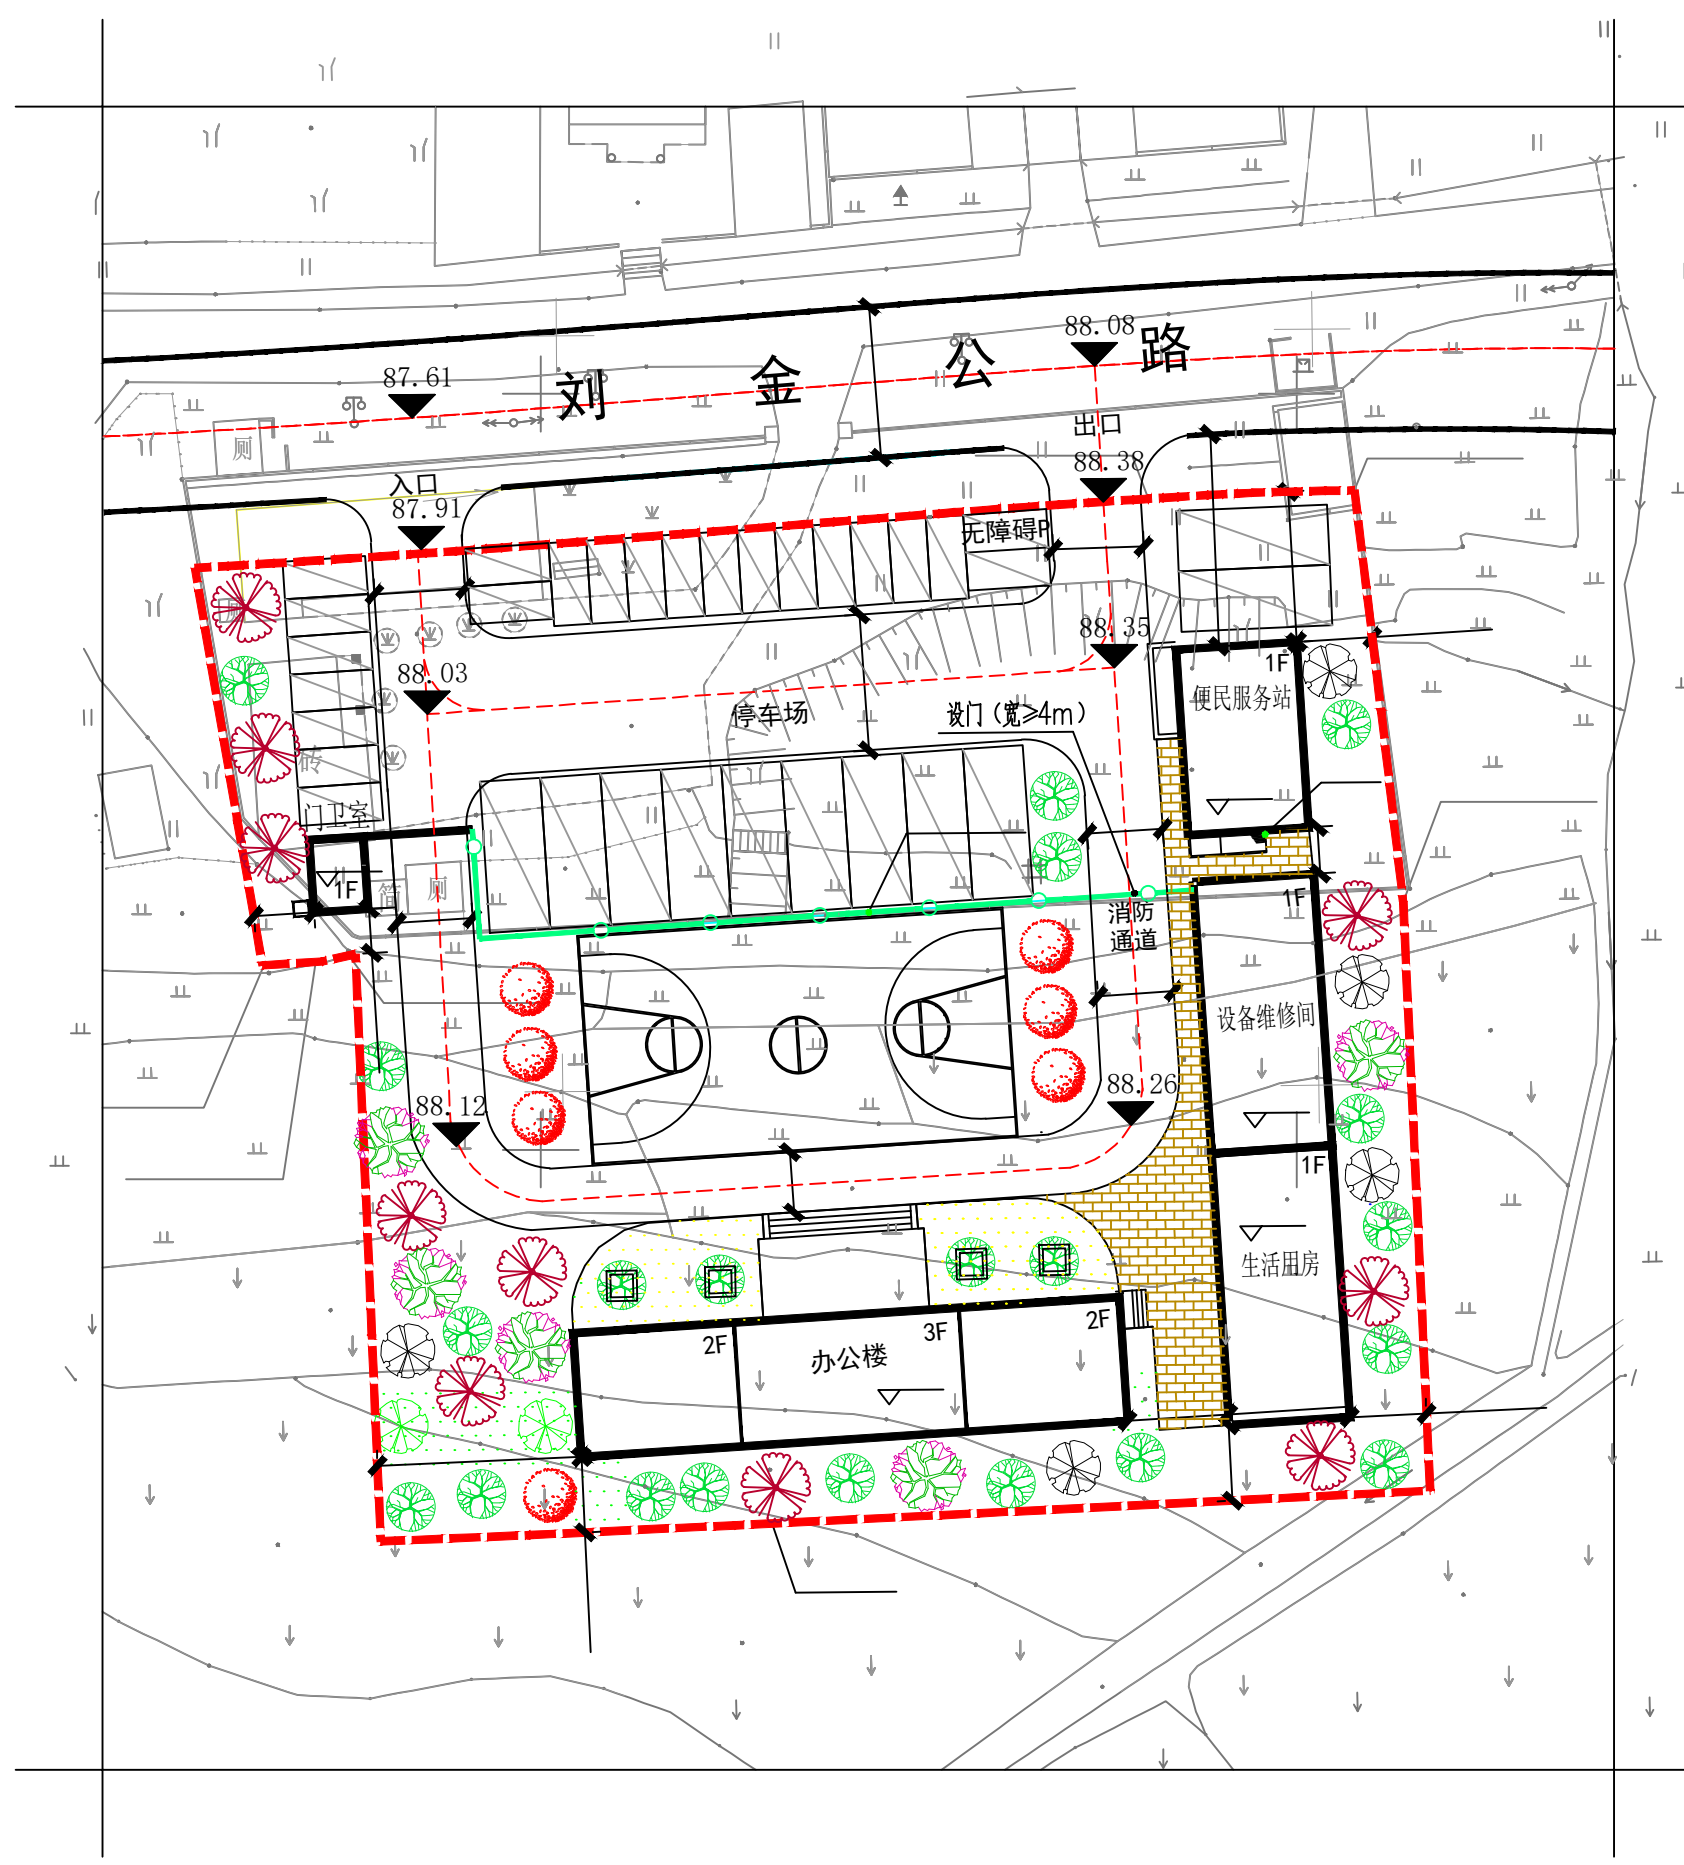 88.08
刘金公路
87.61
厕
出口
88.38
入口
87.91
无障碍P
厕
88.35
1F
88.03
便民服务站
停车场
设门（宽≥4m）
砖
门卫室
1F
简
厕
1F
消防
通道
设备维修间
88.26
88.12
1F
生活用房
2F
3F
2F
办公楼